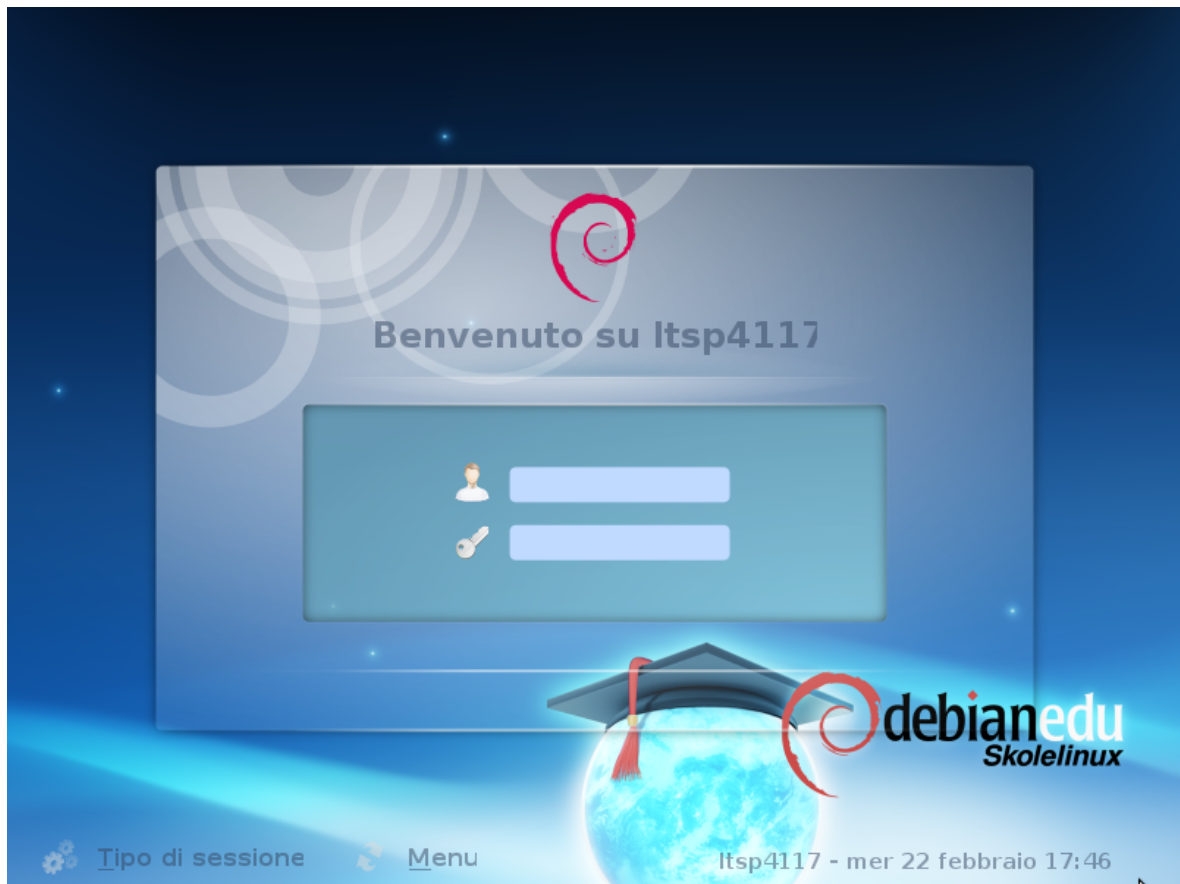 Benvenuto su ltsp4117
debianedu
Skolelinux
Tipo di sessione
Menu
ltsp4117 - mer 22 febbraio 17:46